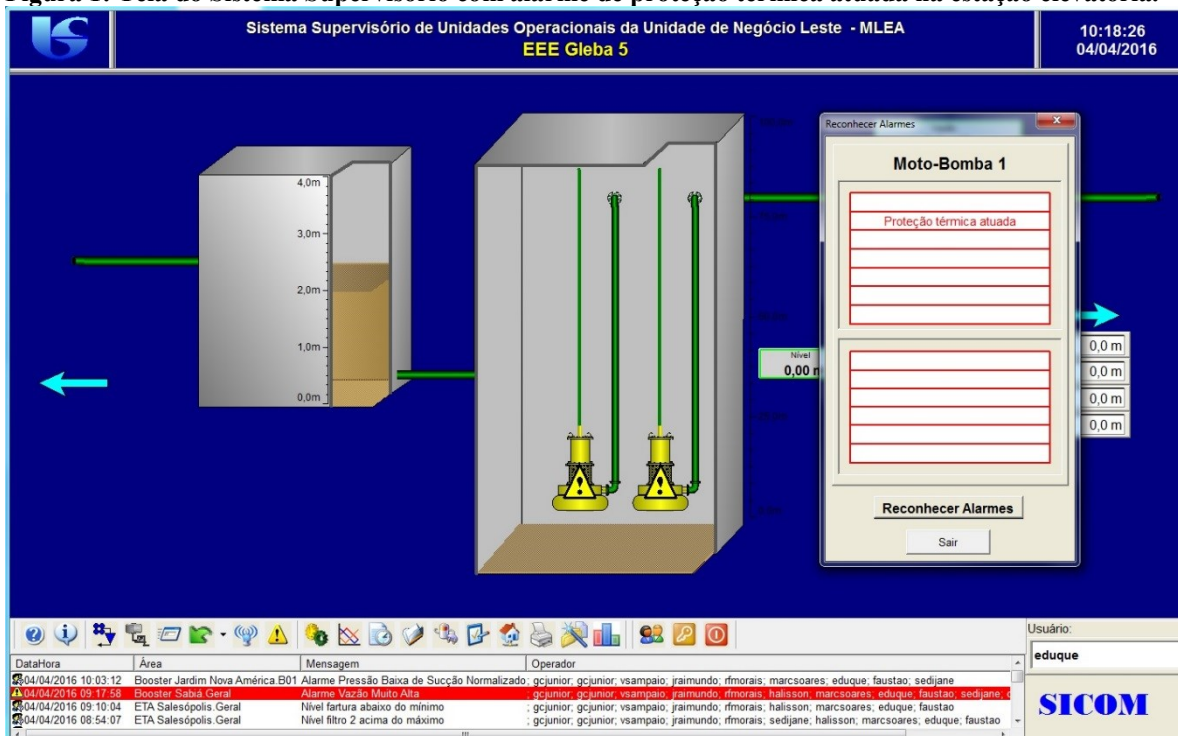 Figura 1: Tela do Sistema Supervisório com alarme de proteção térmica atuada na estação elevatória.
Sistema Supervisório de Unidades Operacionais da Unidade de Negócio Leste - MLEA
EEE Gleba 5
10:18:26
04/04/2016
4,0m
3,0m
2,0m
1,0m
0,0m
Nível
0,00
Reconhecer Alarmes
Moto-Bomba 1
Proteção térmica atuada
Reconhecer Alarmes
Sair
0,0 m
0,0 m
0,0 m
0,0 m
DataHora Área Mensagem Operador
04/04/2016 10:03:12 Booster Jardim Nova América.B01 Alarme Pressão Baixa de Sucção Normalizado ; gcjunior; gcjunior; vsampaio; jraimundo; rfmorais; marcsoares; eduque; faustao; sedijane
04/04/2016 09:17:58 Booster Sabiá.Geral Alarme Vazão Muito Alta ; gcjunior; gcjunior; vsampaio; jraimundo; rfmorais; halisson; marcsoares; eduque; faustao; sedijane;
04/04/2016 09:10:04 ETA Salesópolis.Geral Nível fartura abaixo do mínimo ; gcjunior; gcjunior; vsampaio; jraimundo; rfmorais; halisson; marcsoares; eduque; faustao
04/04/2016 08:54:07 ETA Salesópolis.Geral Nível filtro 2 acima do máximo ; gcjunior; gcjunior; vsampaio; jraimundo; rfmorais; sedijane; halisson; marcsoares; eduque; faustao
Usuário:
eduque
SICOM